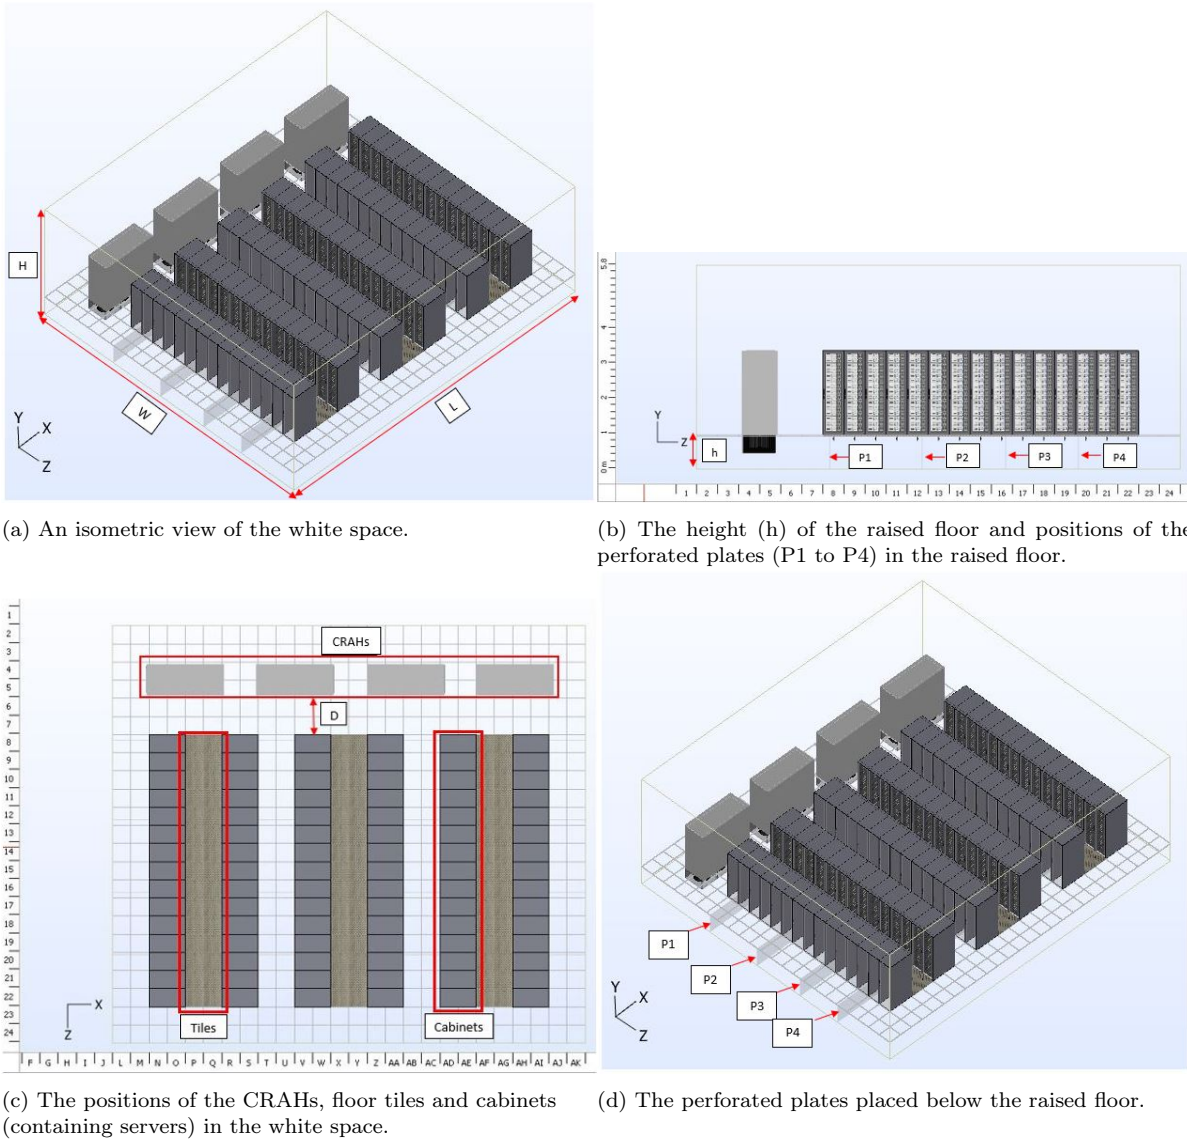 H
W
L
Y
X
Z
(a) An isometric view of the white space.
5.0
4
3
2
1
0 m
Y
Z
h
P1
P2
P3
P4
1 2 3 4 5 6 7 8 9 10 11 12 13 14 15 16 17 18 19 20 21 22 24
(b) The height (h) of the raised floor and positions of the
perforated plates (P1 to P4) in the raised floor.
1
2
3
4
5
6
7
8
9
10
11
12
13
14
15
16
17
18
19
20
21
22
23
24
CRAHs
D
X
Z
Tiles
Cabinets
F G H I J L M N O P Q R S T U V W X Y Z AA AB AC AD AE AF AG AH AI AJ AK
(c) The positions of the CRAHs, floor tiles and cabinets
(containing servers) in the white space.
P1
P2
P3
P4
Y
X
Z
(d) The perforated plates placed below the raised floor.